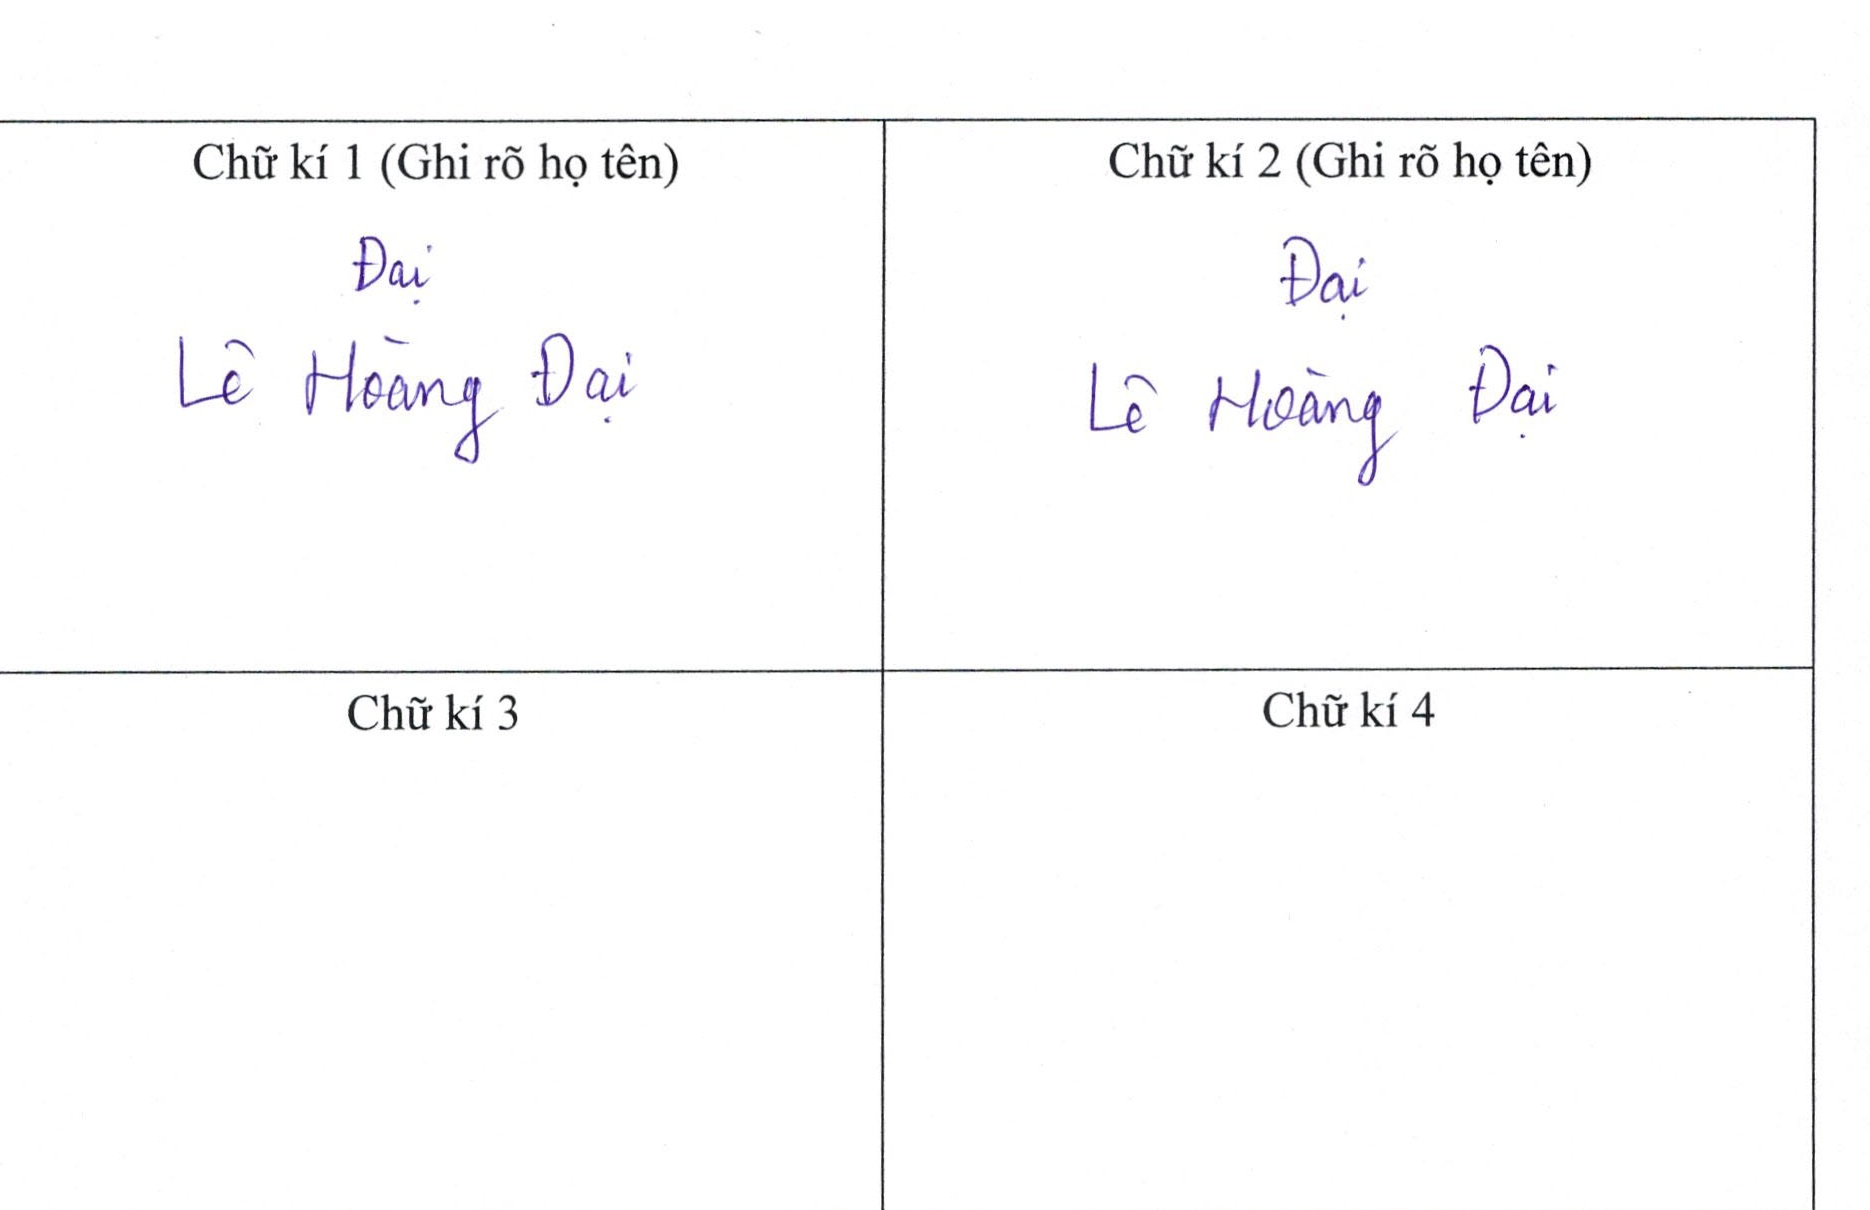 Chữ kí 1 (Ghi rõ họ tên)
Đại
Lê Hoàng Đại
Chữ kí 2 (Ghi rõ họ tên)
Đại
Lê Hoàng Đại
Chữ kí 3
Chữ kí 4